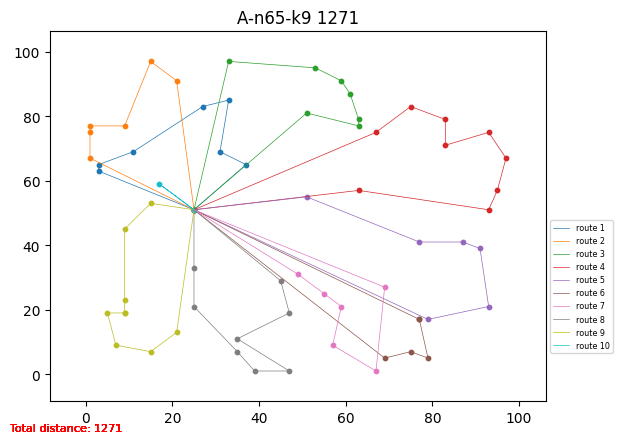 A-n65-k9 1271
100
80
60
40
20
0
0 20 40 60 80 100
route 1
route 2
route 3
route 4
route 5
route 6
route 7
route 8
route 9
route 10
Total distance: 1271